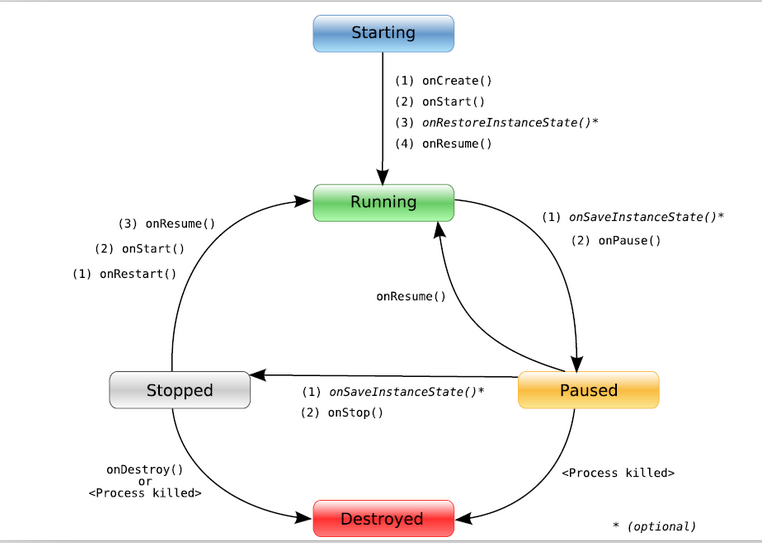 Starting
(1) onCreate()
(2) onStart()
(3) onRestoreInstanceState()*
(4) onResume()
Running
(3) onResume()
(2) onStart()
(1) onRestart()
(1) onSaveInstanceState()*
(2) onPause()
onResume()
Stopped
(1) onSaveInstanceState()*
(2) onStop()
Paused
onDestroy()
or
<Process killed>
<Process killed>
Destroyed
* (optional)